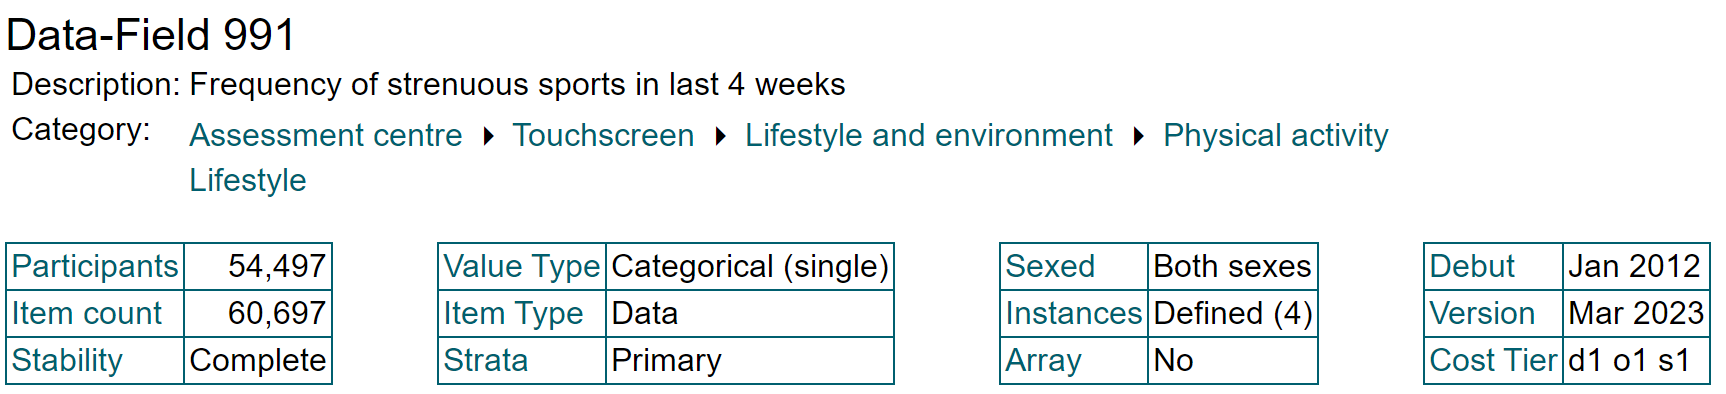 Data-Field 991
Description: Frequency of strenuous sports in last 4 weeks
Category: Assessment centre ⏵ Touchscreen ⏵ Lifestyle and environment ⏵ Physical activity
Lifestyle
Participants 54,497 Value Type Categorical (single) Sexed Both sexes Debut Jan 2012
Item count 60,697 Item Type Data Instances Defined (4) Version Mar 2023
Stability Complete Strata Primary Array No Cost Tier d1 o1 s1